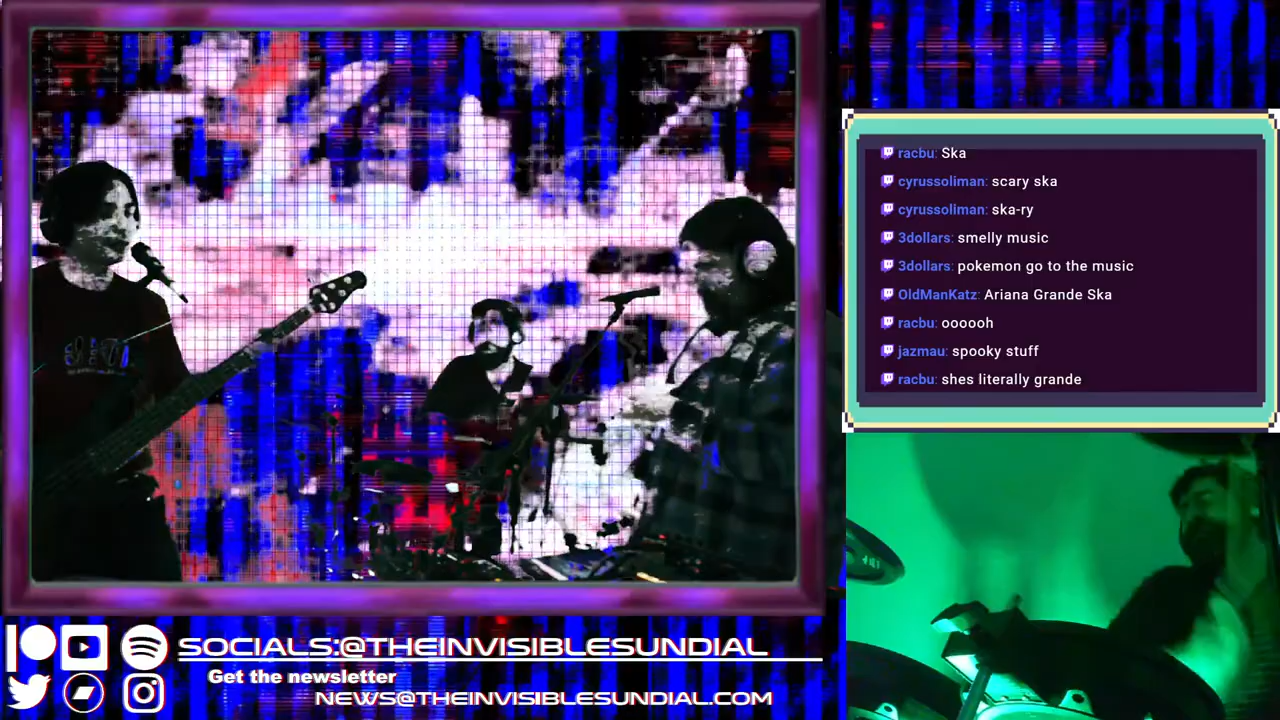 racbu: Ska
cyrussoliman: scary ska
cyrussoliman: ska-ry
3dollars: smelly music
3dollars: pokemon go to the music
OldManKatz: Ariana Grande Ska
racbu: oooooh
jazmau: spooky stuff
racbu: shes literally grande
SOCIALS:@THEINVISIBLESUNDIAL
Get the newsletter
NEWS@THEINVISIBLESUNDIAL.COM